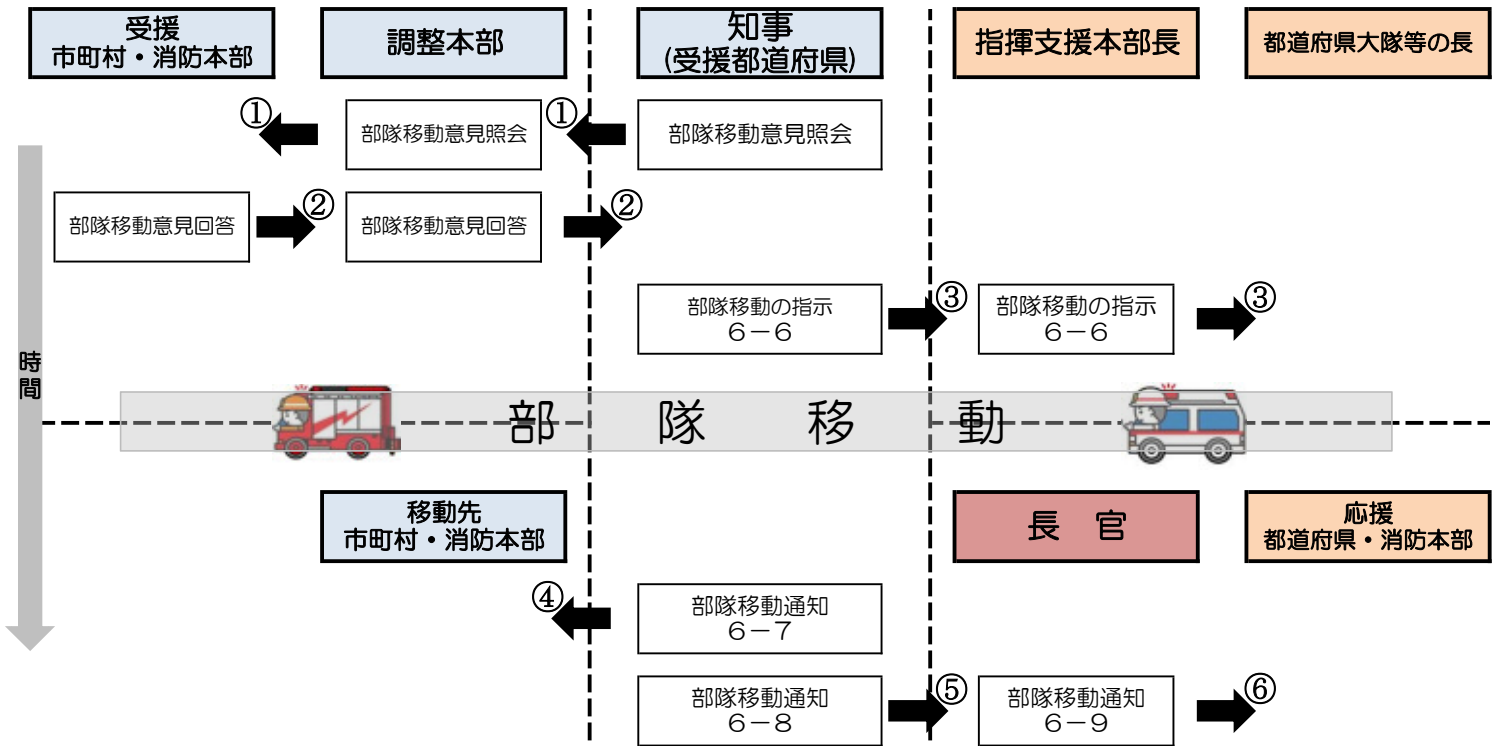 受援
市町村・消防本部
調整本部
知事
(受援都道府県)
指揮支援本部長
都道府県大隊等の長
①
部隊移動意見照会
①
部隊移動意見照会
部隊移動意見回答
②
部隊移動意見回答
②
部隊移動の指示
６－６
③
部隊移動の指示
６－６
③
時間
部隊移動
移動先
市町村・消防本部
長官
応援
都道府県・消防本部
④
部隊移動通知
６－７
部隊移動通知
６－８
⑤
部隊移動通知
６－９
⑥